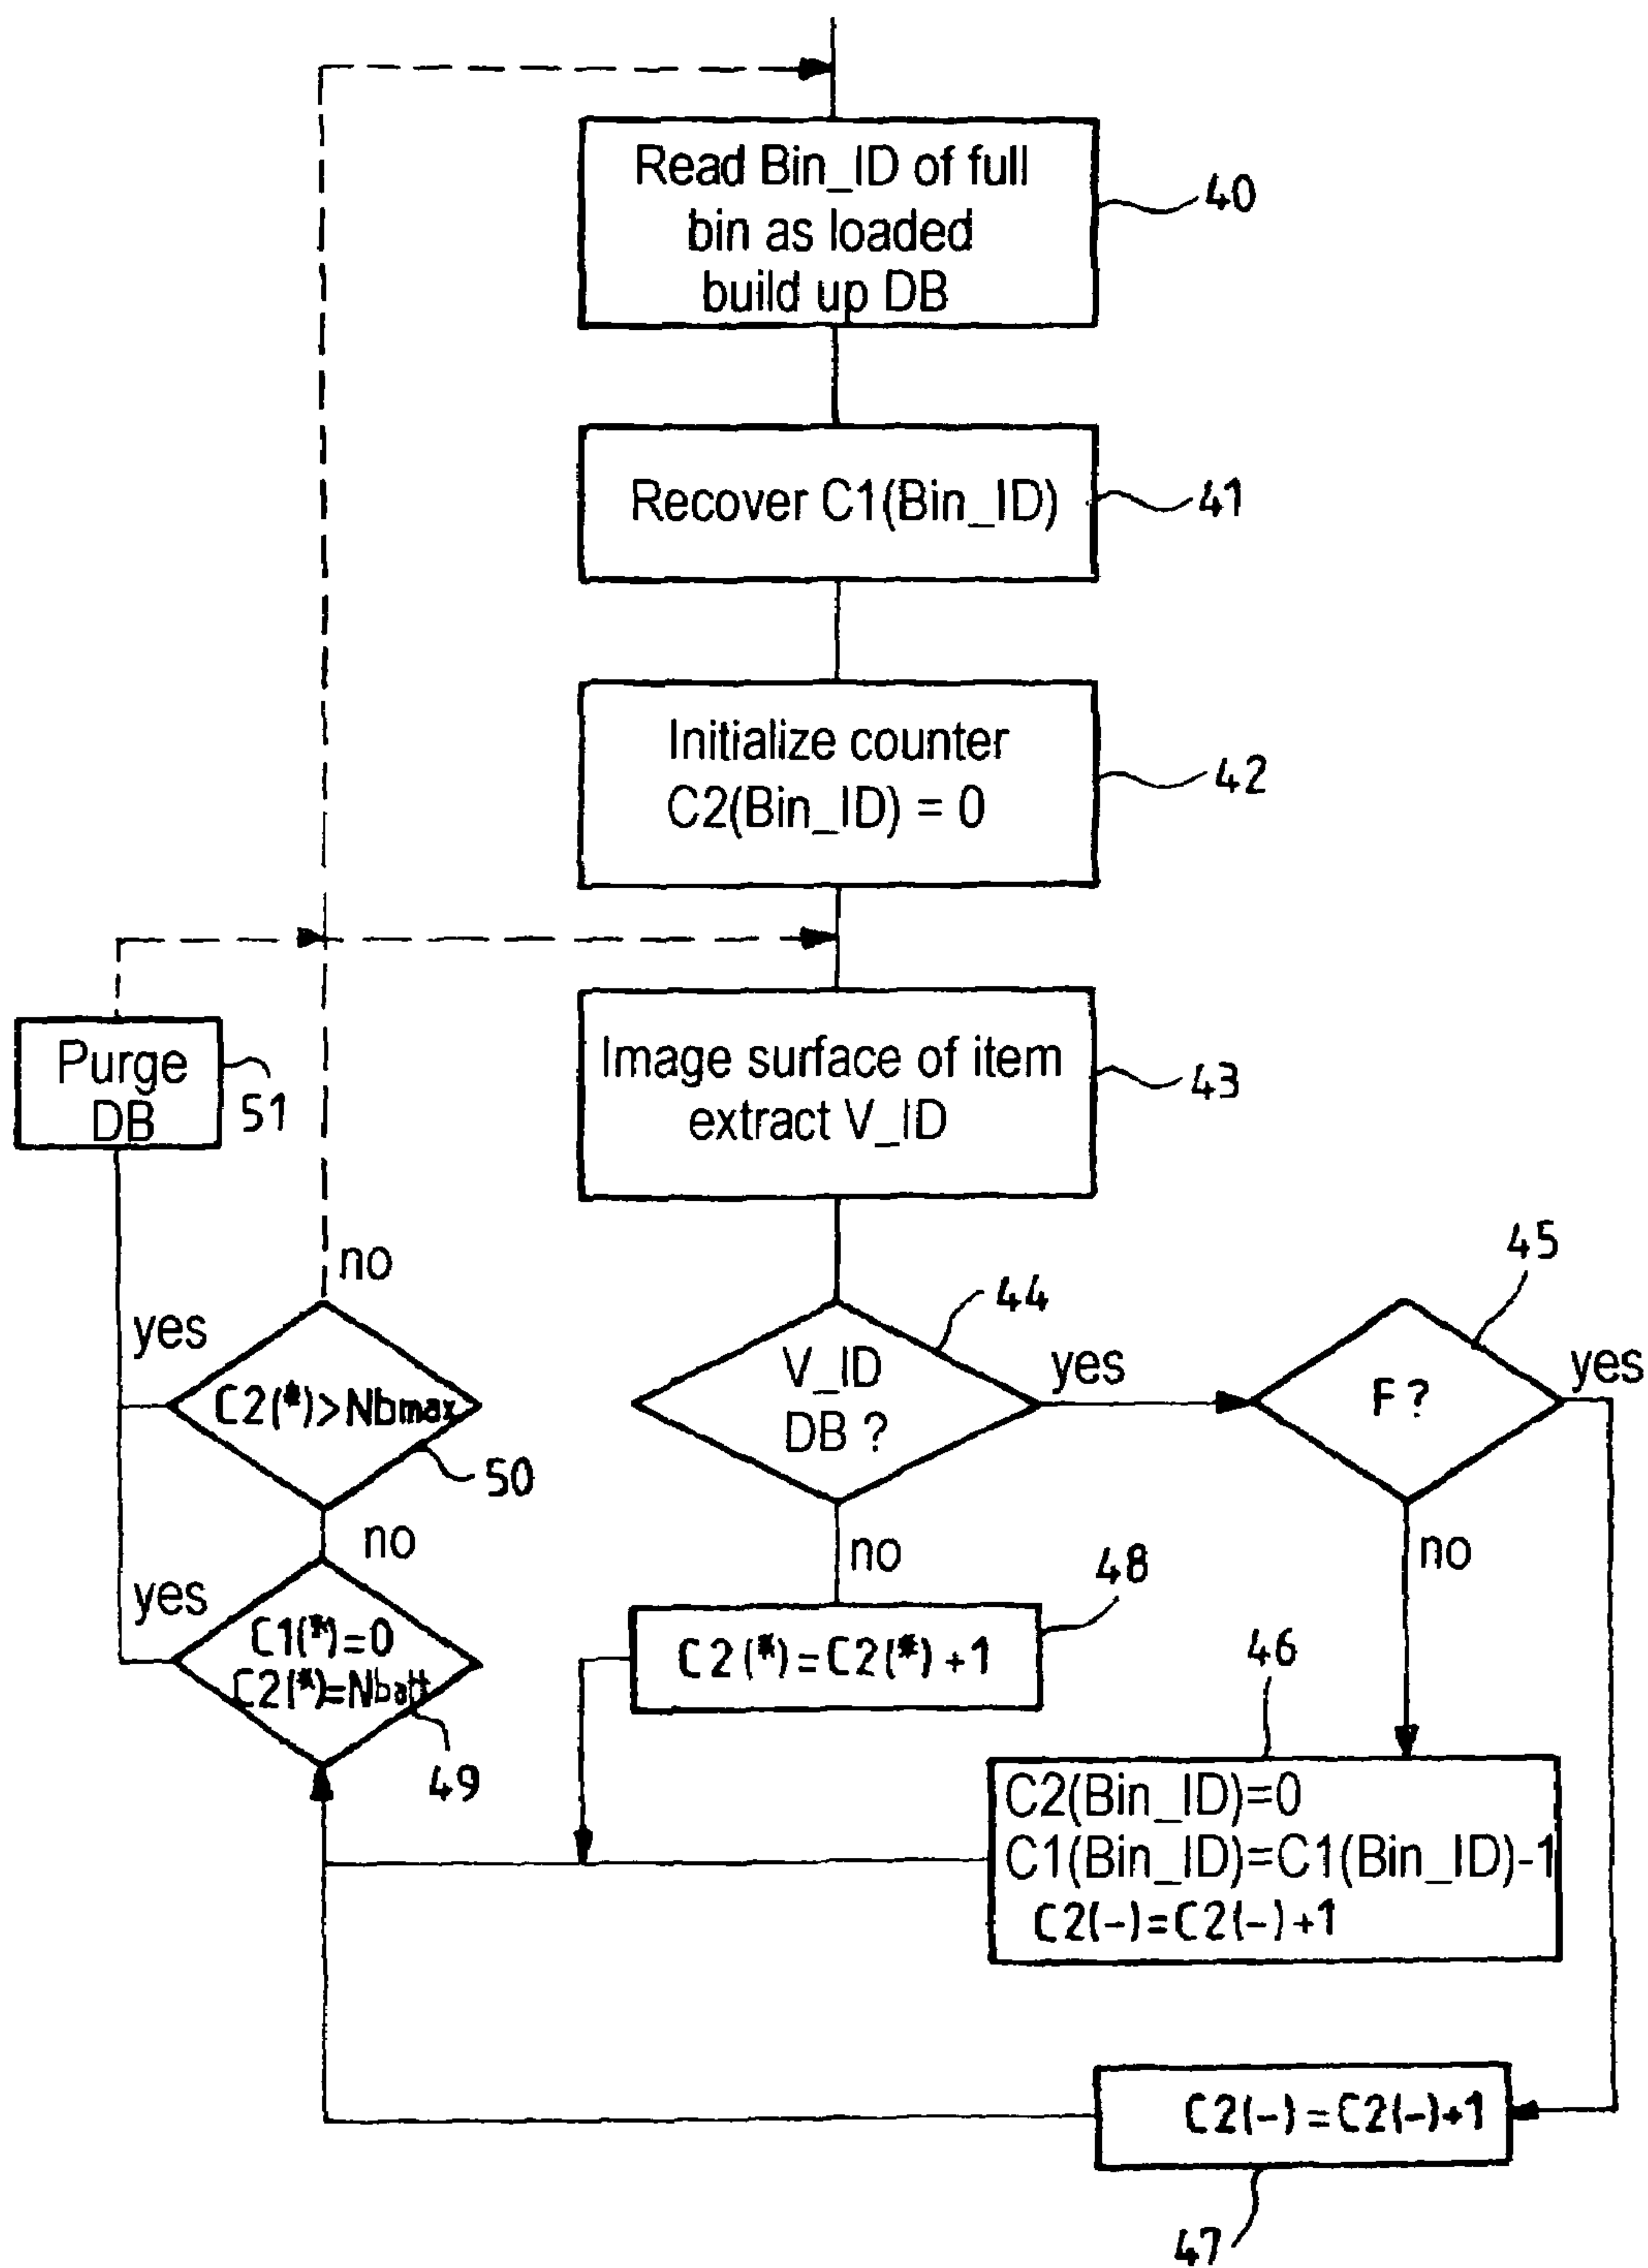 Read Bin_ID of full
bin as loaded
build up DB
40
Recover C1(Bin_ID)
41
Initialize counter
C2(Bin_ID) = 0
42
Image surface of item
extract V_ID
43
Purge
DB
51
no
yes
C2(*)>Nbmax
50
no
yes
C1(*)=0
C2(*)=Nbatt
49
V_ID
DB ?
44
yes
no
F ?
45
yes
no
C2(*)=C2(*)+1
48
46
C2(Bin_ID)=0
C1(Bin_ID)=C1(Bin_ID)-1
C2(-)=C2(-)+1
C2(-)=C2(-)+1
47